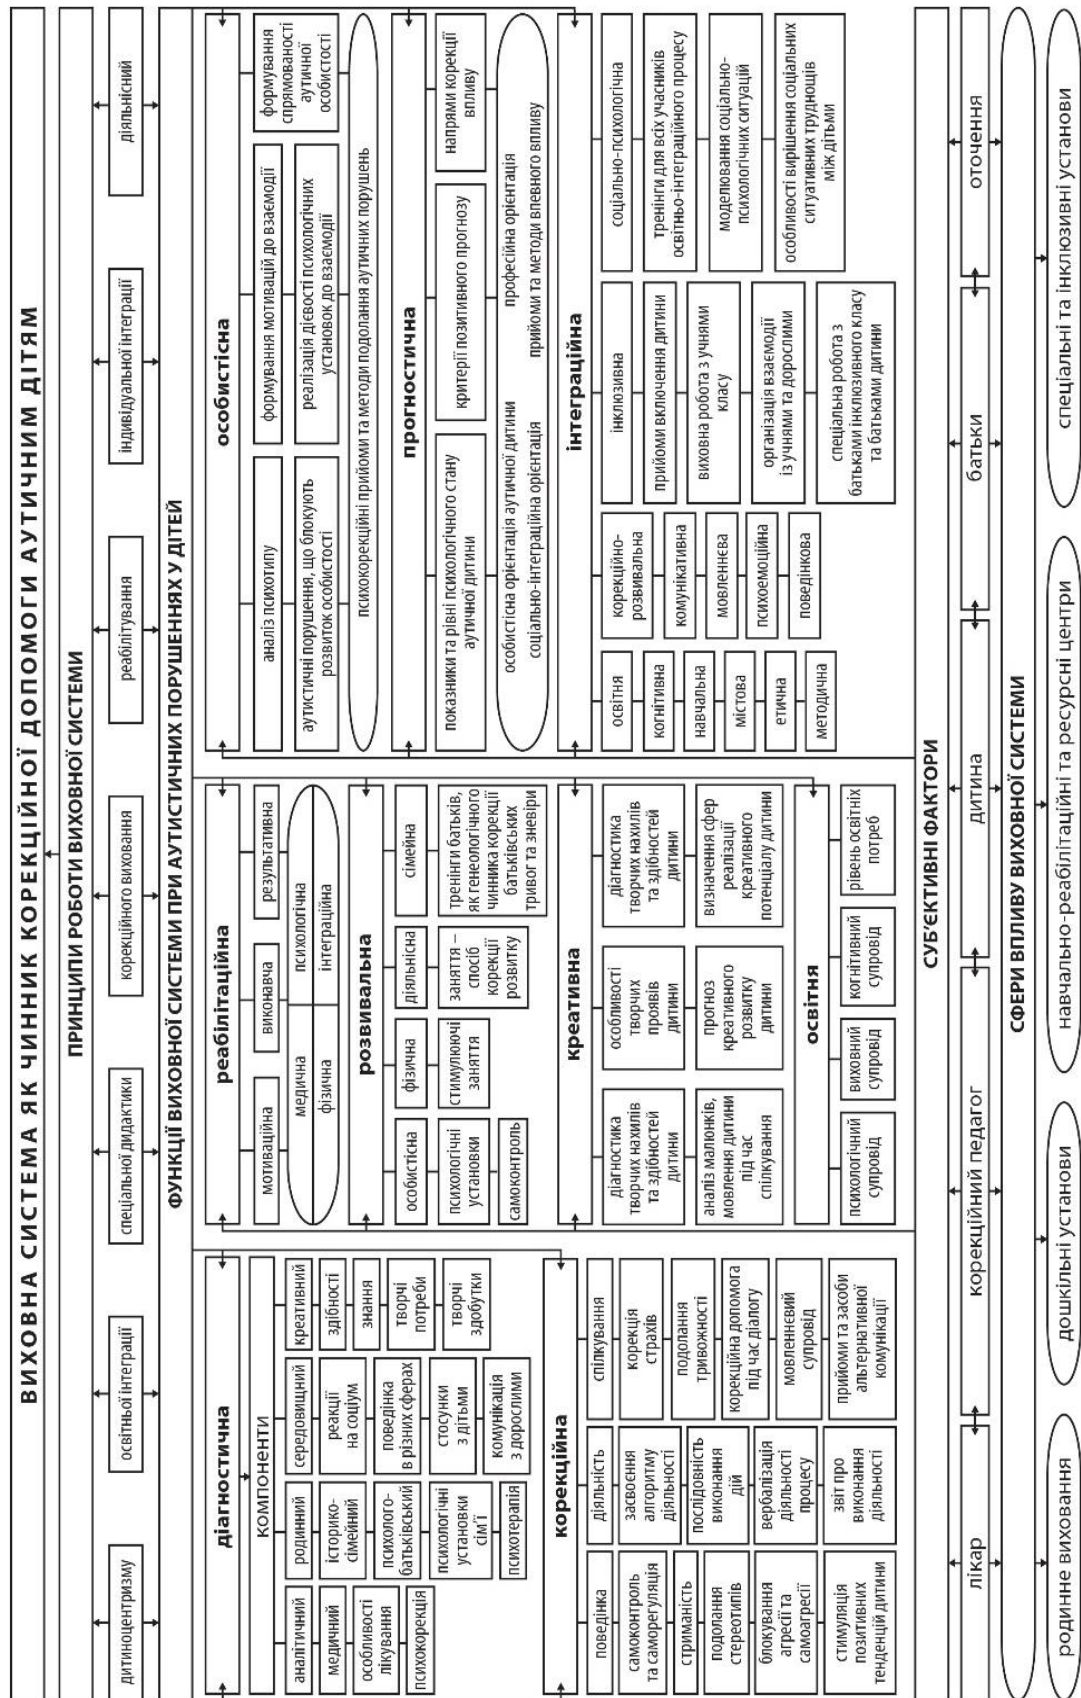 ВИХОВНА СИСТЕМА ЯК ЧИННИК КОРЕКЦІЙНОЇ ДОПОМОГИ АУТИЧНИМ ДІТЯМ
ПРИНЦИПИ РОБОТИ ВИХОВНОЇ СИСТЕМИ
дитиноцентризму
освітньої інтеграції
спеціальної дидактики
корекційного виховання
реабілітування
індивідуальної інтеграції
діяльнісний
ФУНКЦІЇ ВИХОВНОЇ СИСТЕМИ ПРИ АУТИСТИЧНИХ ПОРУШЕННЯХ У ДІТЕЙ
діагностична
КОМПОНЕНТИ
аналітичний
медичний
особливості
лікування
психокорекція
родинний
історико-
сімейний
психолого-
батьківський
психологічні
установки
сім'ї
психотерапія
середовищний
реакції
на соціум
поведінка
в різних сферах
стосунки
з дітьми
комунікація
з дорослими
креативний
здібності
знання
творчі
потреби
творчі
здобутки
корекційна
поведінка
самоконтроль
та саморегуляція
стриманість
подолання
стереотипів
блокування
агресії та
самоагресії
стимуляція
позитивних
тенденцій дитини
діяльність
засвоєння
алгоритму
діяльності
послідовність
виконання
дій
вербалізація
діяльності
процесу
звіт про
виконання
діяльності
спілкування
корекція
страхів
подолання
тривожності
корекційна допомога
під час діалогу
мовленнєвий
супровід
прийоми та засоби
альтернативної
комунікації
реабілітаційна
мотиваційна
виконавча
результативна
медична
психологічна
фізична
інтеграційна
розвивальна
особистісна
психологічні
установки
самоконтроль
фізична
стимулюючі
заняття
діяльнісна
заняття –
спосіб
корекції
розвитку
сімейна
тренінги батьків,
як генеологічного
чинника корекції
батьківських
тривог та зневіри
креативна
діагностика
творчих нахилів
та здібностей
дитини
аналіз малюнків,
мовлення дитини
під час
спілкування
особливості
творчих
проявів
дитини
прогноз
креативного
розвитку
дитини
діагностика
творчих нахилів
та здібностей
дитини
визначення сфер
реалізації
креативного
потенціалу дитини
освітня
психологічний
супровід
виховний
супровід
когнітивний
супровід
рівень освітніх
потреб
особистісна
аналіз психотипу
аутистичні порушення, що блокують
розвиток особистості
формування мотивацій до взаємодії
реалізація дієвості психологічних
установок до взаємодії
формування
спрямованості
аутичної
особистості
психокорекційні прийоми та методи подолання аутичних порушень
прогностична
показники та рівні психологічного стану
аутичної дитини
критерії позитивного прогнозу
напрями корекції
впливу
особистісна орієнтація аутичної дитини
професійна орієнтація
соціально-інтеграційна орієнтація
прийоми та методи впевного впливу
інтеграційна
освітня
когнітивна
навчальна
містова
етична
методична
корекційно-
розвивальна
комунікативна
мовленнєва
психоемоційна
поведінкова
інклюзивна
прийоми включення дитини
виховна робота з учнями
класу
організація взаємодії
із учнями та дорослими
спеціальна робота з
батьками інклюзивного класу
та батьками дитини
соціально-психологічна
тренінги для всіх учасників
освітньо-інтеграційного процесу
моделювання соціально-
психологічних ситуацій
особливості вирішення соціальних
ситуативних труднощів
між дітьми
СУБ'ЄКТИВНІ ФАКТОРИ
лікар
корекційний педагог
дитина
батьки
оточення
СФЕРИ ВПЛИВУ ВИХОВНОЇ СИСТЕМИ
родинне виховання
дошкільні установи
навчально-реабілітаційні та ресурсні центри
спеціальні та інклюзивні установи